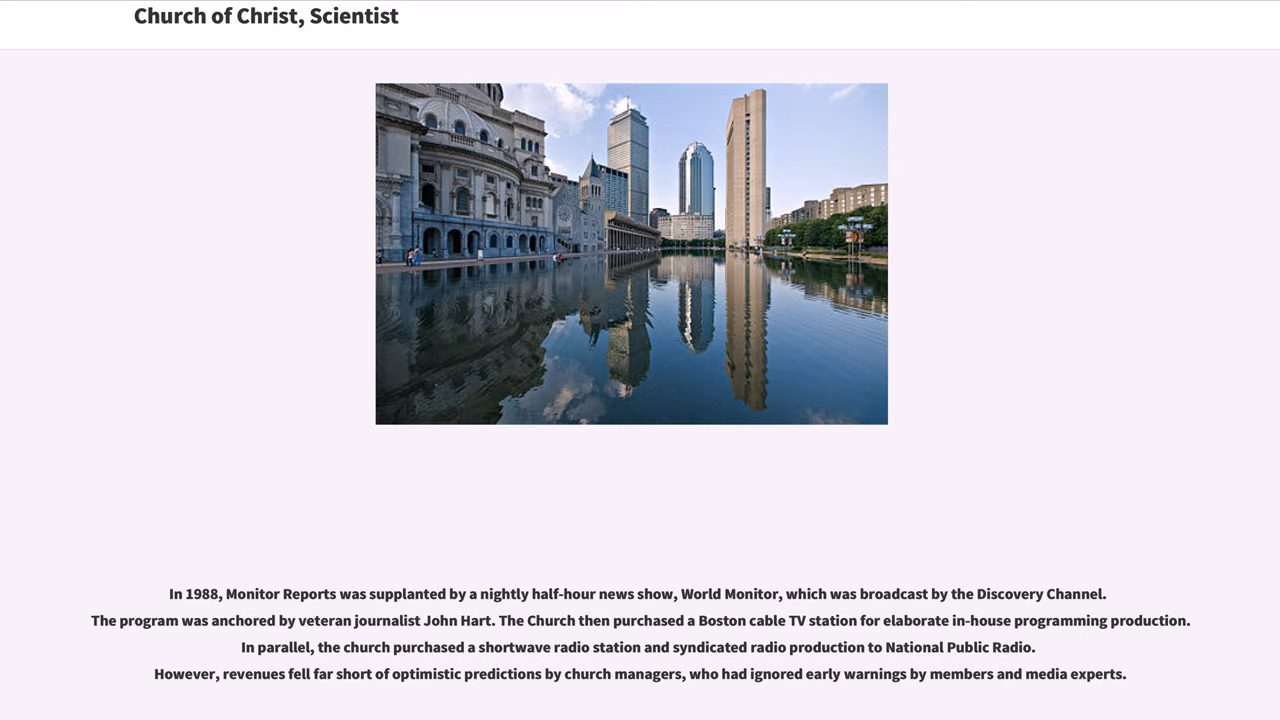 Church of Christ, Scientist
In 1988, Monitor Reports was supplanted by a nightly half-hour news show, World Monitor, which was broadcast by the Discovery Channel.
The program was anchored by veteran journalist John Hart. The Church then purchased a Boston cable TV station for elaborate in-house programming production.
In parallel, the church purchased a shortwave radio station and syndicated radio production to National Public Radio.
However, revenues fell far short of optimistic predictions by church managers, who had ignored early warnings by members and media experts.